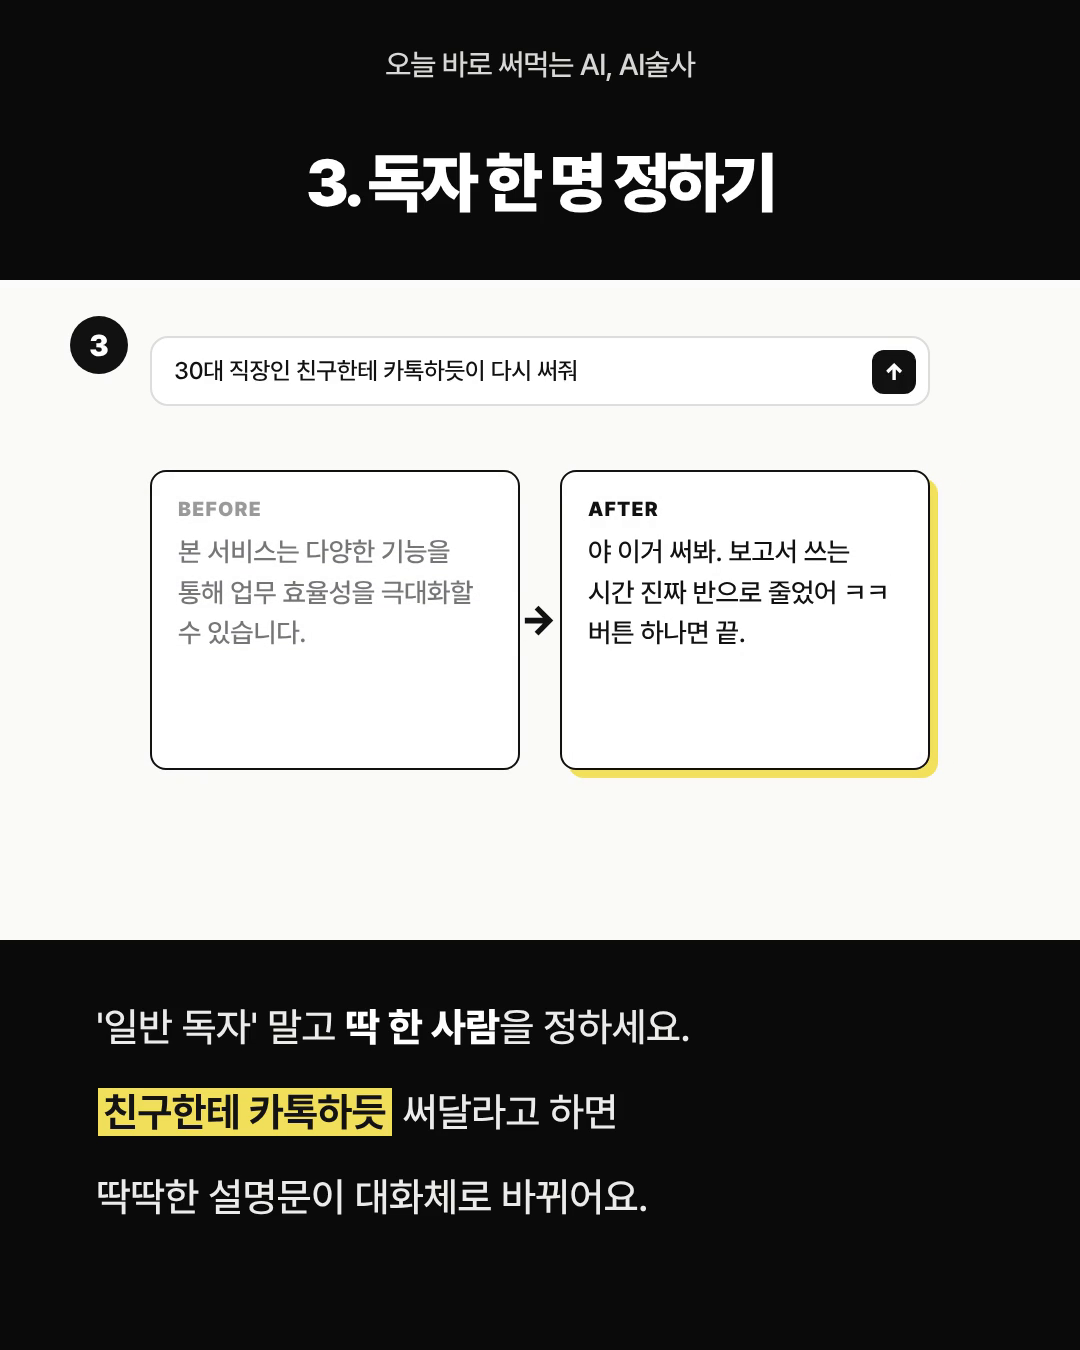 오늘 바로 써먹는 AI, AI술사
3. 독자 한 명 정하기
3
30대 직장인 친구한테 카톡하듯이 다시 써줘
BEFORE
본 서비스는 다양한 기능을
통해 업무 효율성을 극대화할
수 있습니다.
AFTER
야 이거 써봐. 보고서 쓰는
시간 진짜 반으로 줄었어 ㅋㅋ
버튼 하나면 끝.
'일반 독자' 말고 딱 한 사람을 정하세요.
친구한테 카톡하듯 써달라고 하면
딱딱한 설명문이 대화체로 바뀌어요.